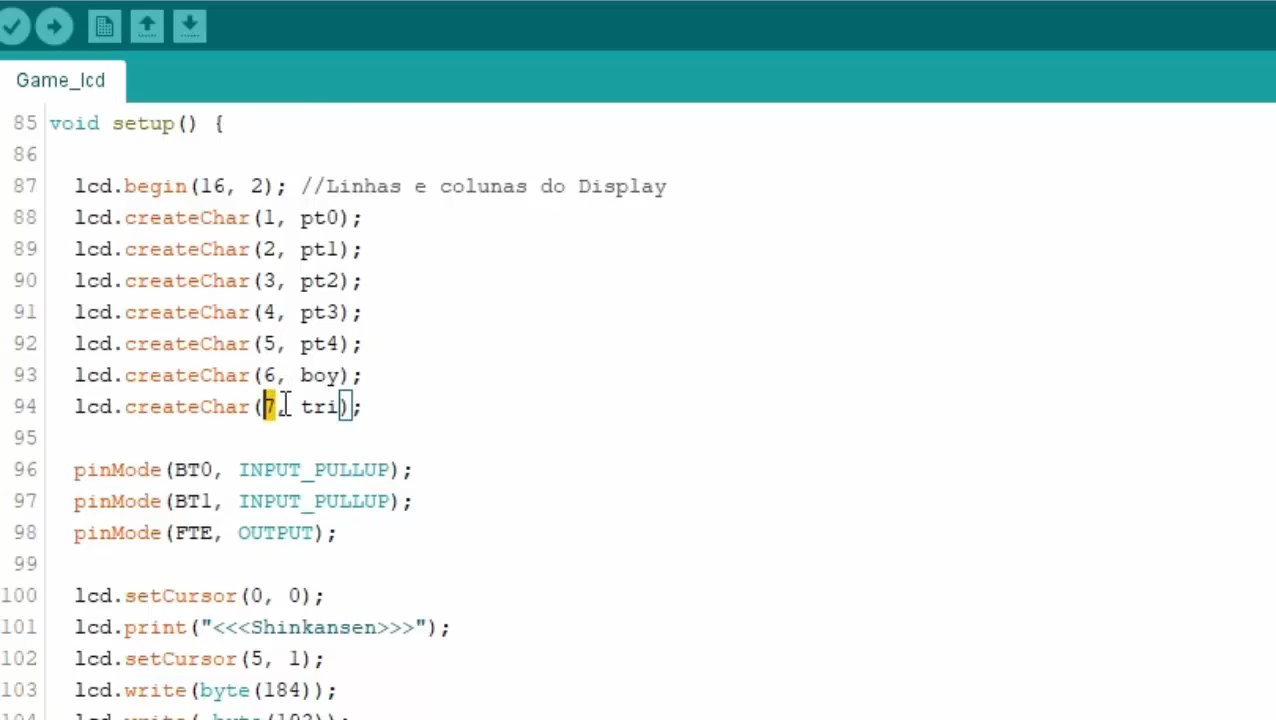 Game_lcd
85 void setup() {
86
87 lcd.begin(16, 2); //Linhas e colunas do Display
88 lcd.createChar(1, pt0);
89 lcd.createChar(2, pt1);
90 lcd.createChar(3, pt2);
91 lcd.createChar(4, pt3);
92 lcd.createChar(5, pt4);
93 lcd.createChar(6, boy);
94 lcd.createChar(7, tri);
95
96 pinMode(BT0, INPUT_PULLUP);
97 pinMode(BT1, INPUT_PULLUP);
98 pinMode(FTE, OUTPUT);
99
100 lcd.setCursor(0, 0);
101 lcd.print("<<<Shinkansen>>>");
102 lcd.setCursor(5, 1);
103 lcd.write(byte(184));